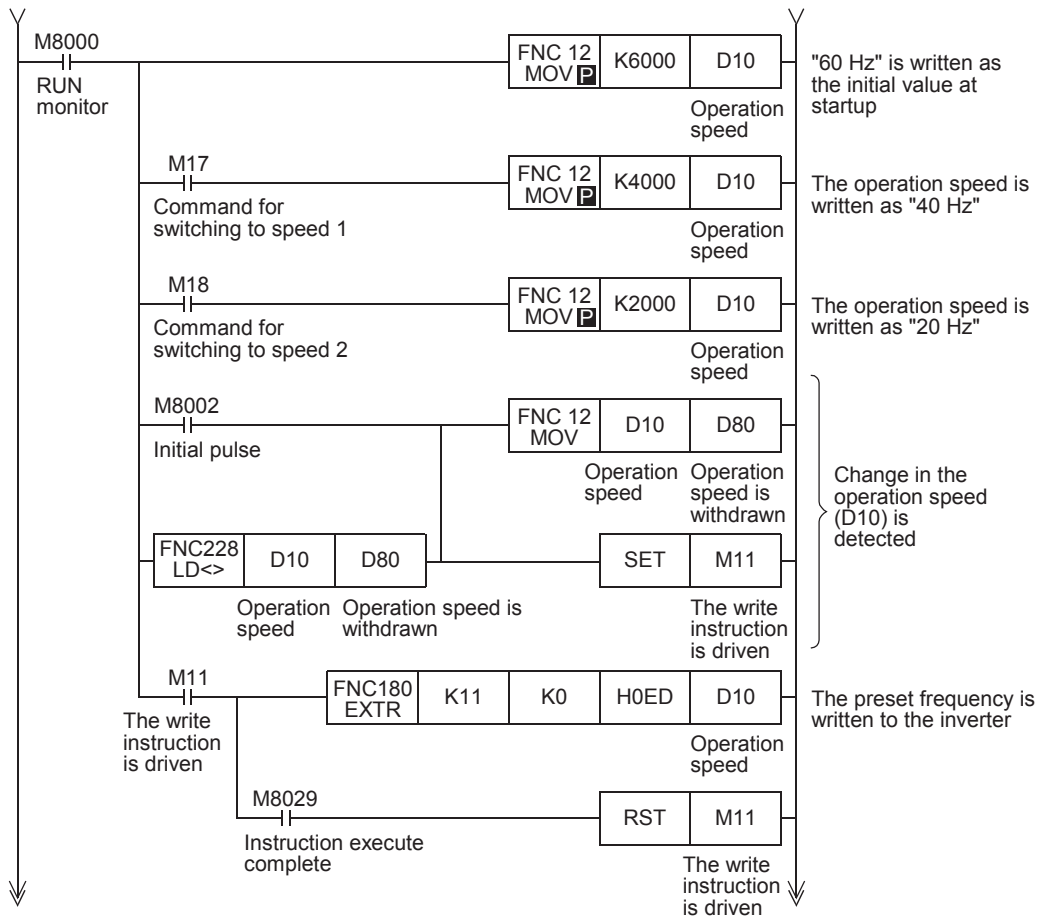 M8000
RUN
monitor
FNC 12
MOV P
K6000
D10
Operation
speed
"60 Hz" is written as
the initial value at
startup
M17
Command for
switching to speed 1
FNC 12
MOV P
K4000
D10
Operation
speed
The operation speed is
written as "40 Hz"
M18
Command for
switching to speed 2
FNC 12
MOV P
K2000
D10
Operation
speed
The operation speed is
written as "20 Hz"
M8002
Initial pulse
FNC 12
MOV
D10
D80
Operation
speed
Operation
speed is
withdrawn
Change in the
operation speed
(D10) is
detected
FNC228
LD<>
D10
D80
Operation
speed
Operation speed is
withdrawn
SET
M11
The write
instruction
is driven
M11
The write
instruction
is driven
FNC180
EXTR
K11
K0
H0ED
D10
Operation
speed
The preset frequency is
written to the inverter
M8029
Instruction execute
complete
RST
M11
The write
instruction
is driven